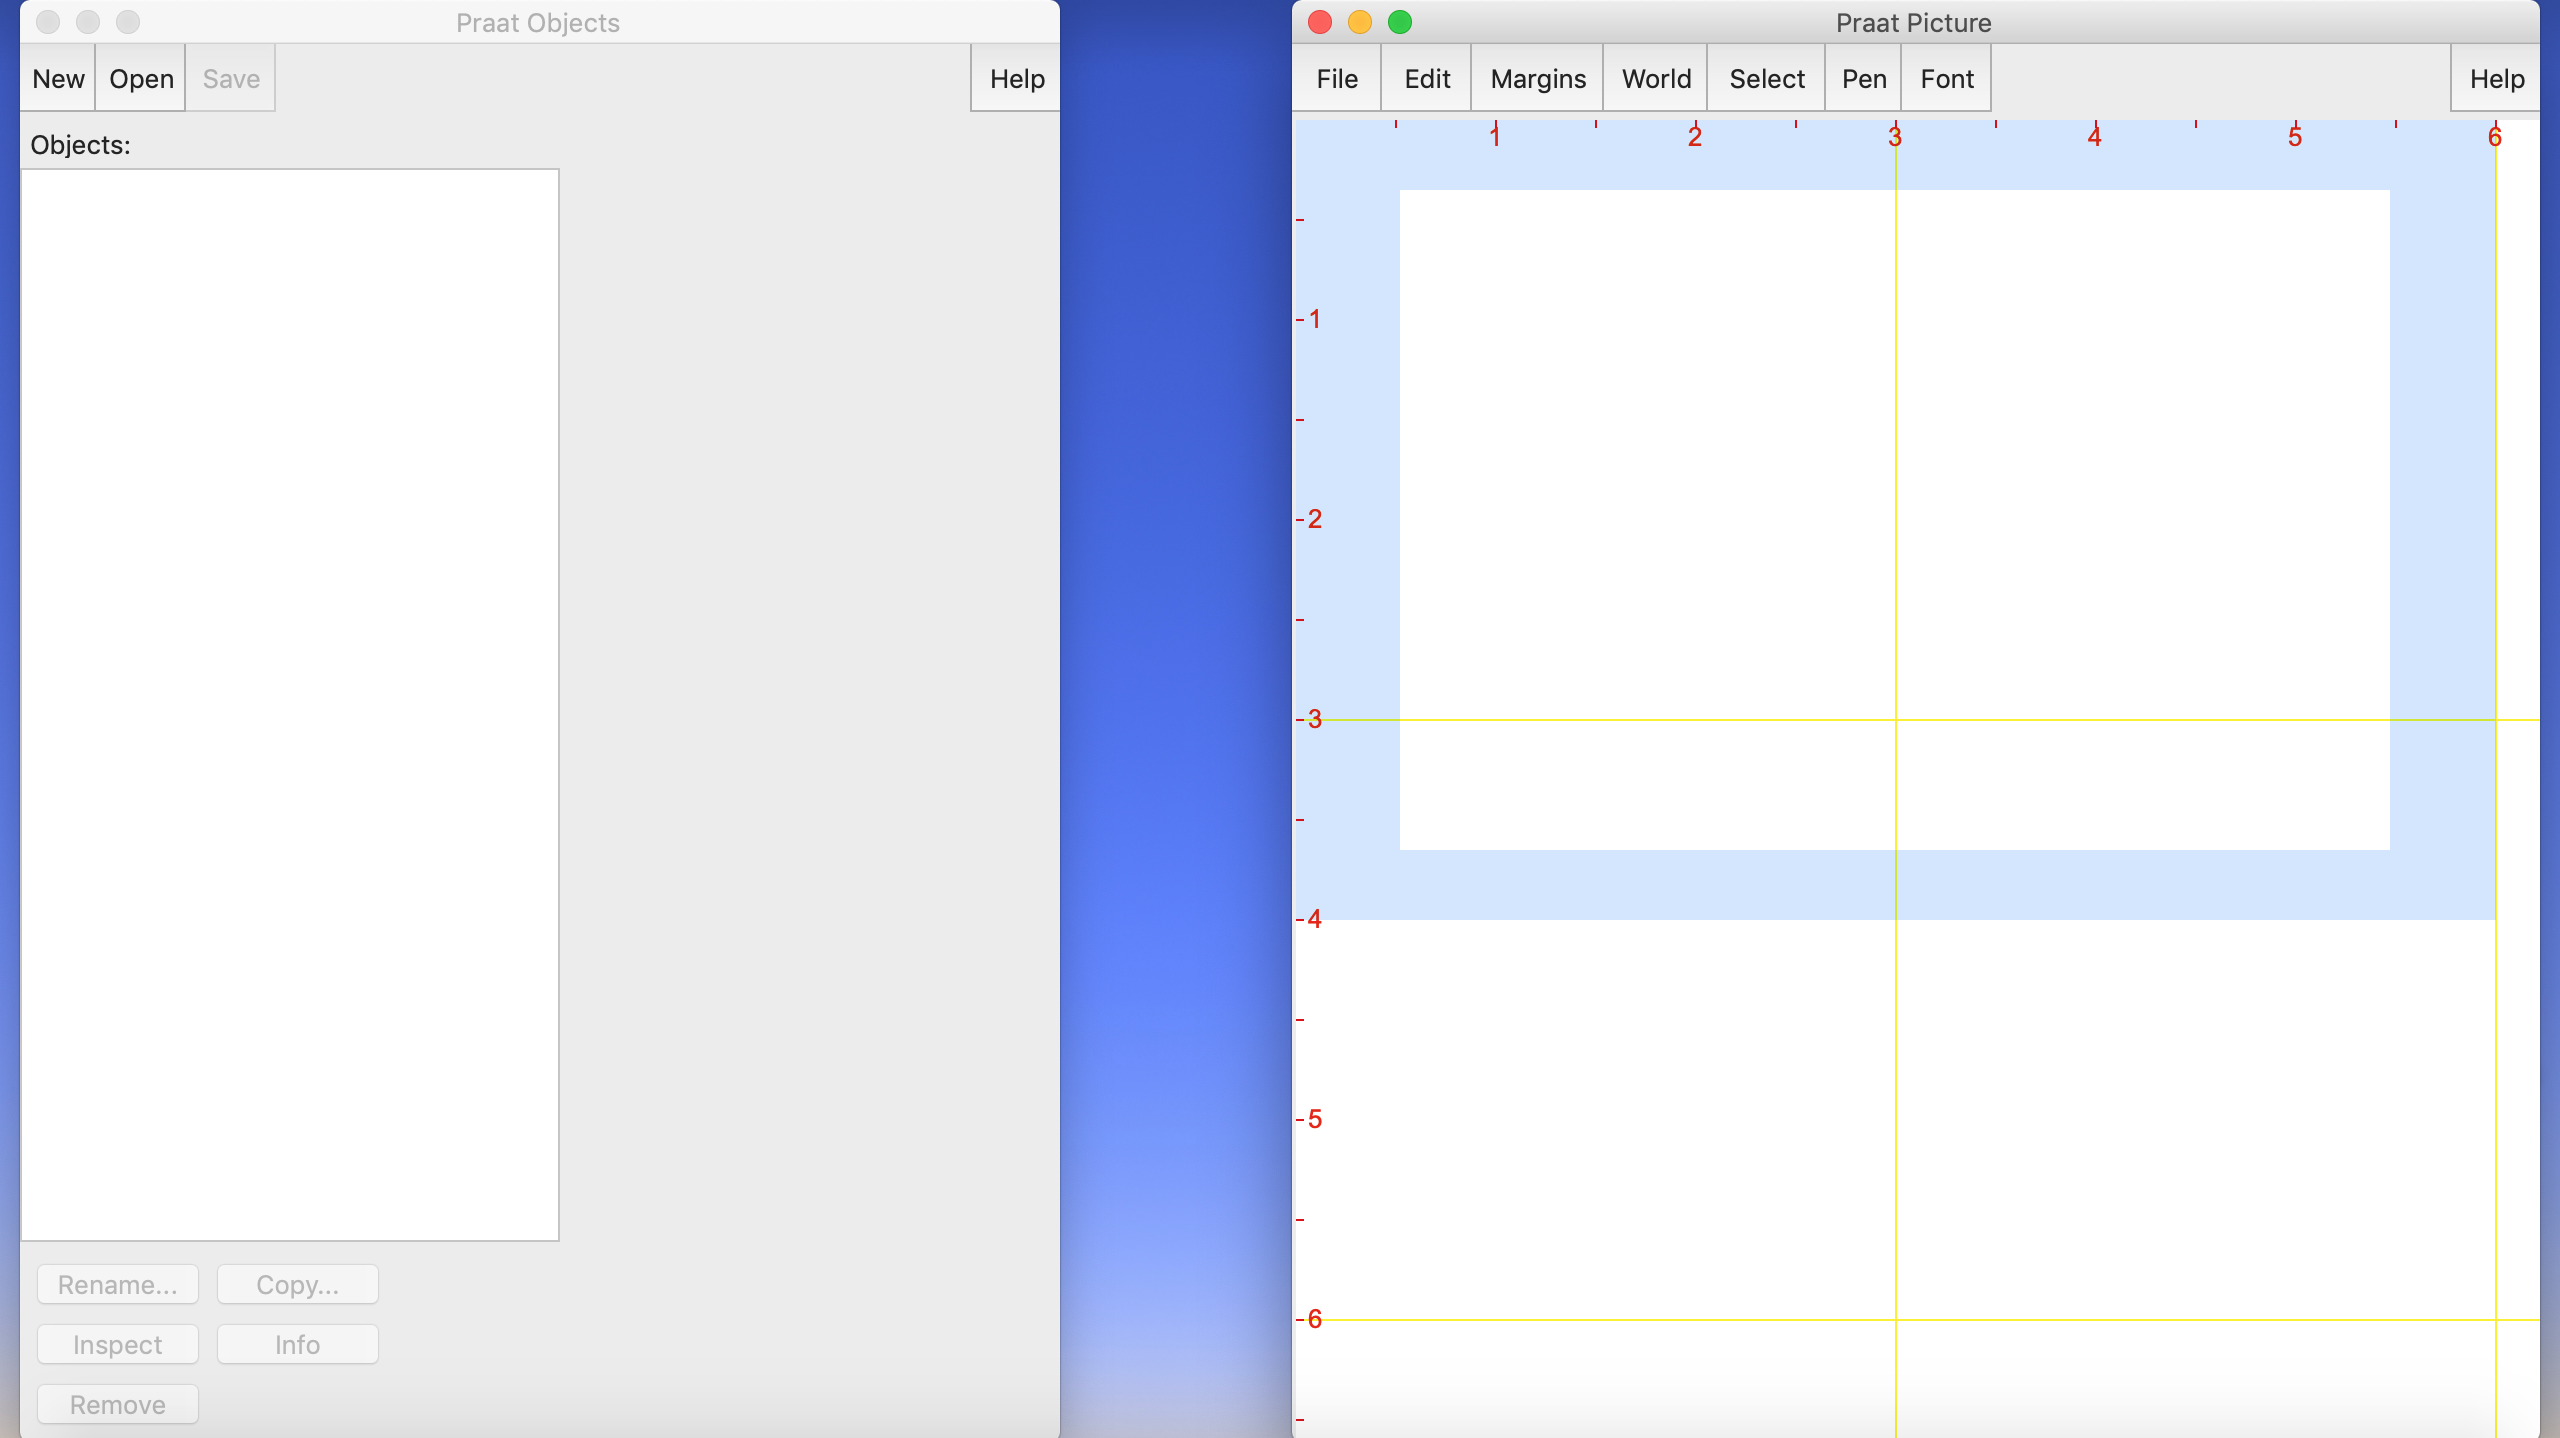 Praat Objects
New Open Save Help
Objects:
Rename... Copy...
Inspect Info
Remove
Praat Picture
File Edit Margins World Select Pen Font Help
1 2 3 4 5 6
1
2
3
4
5
6